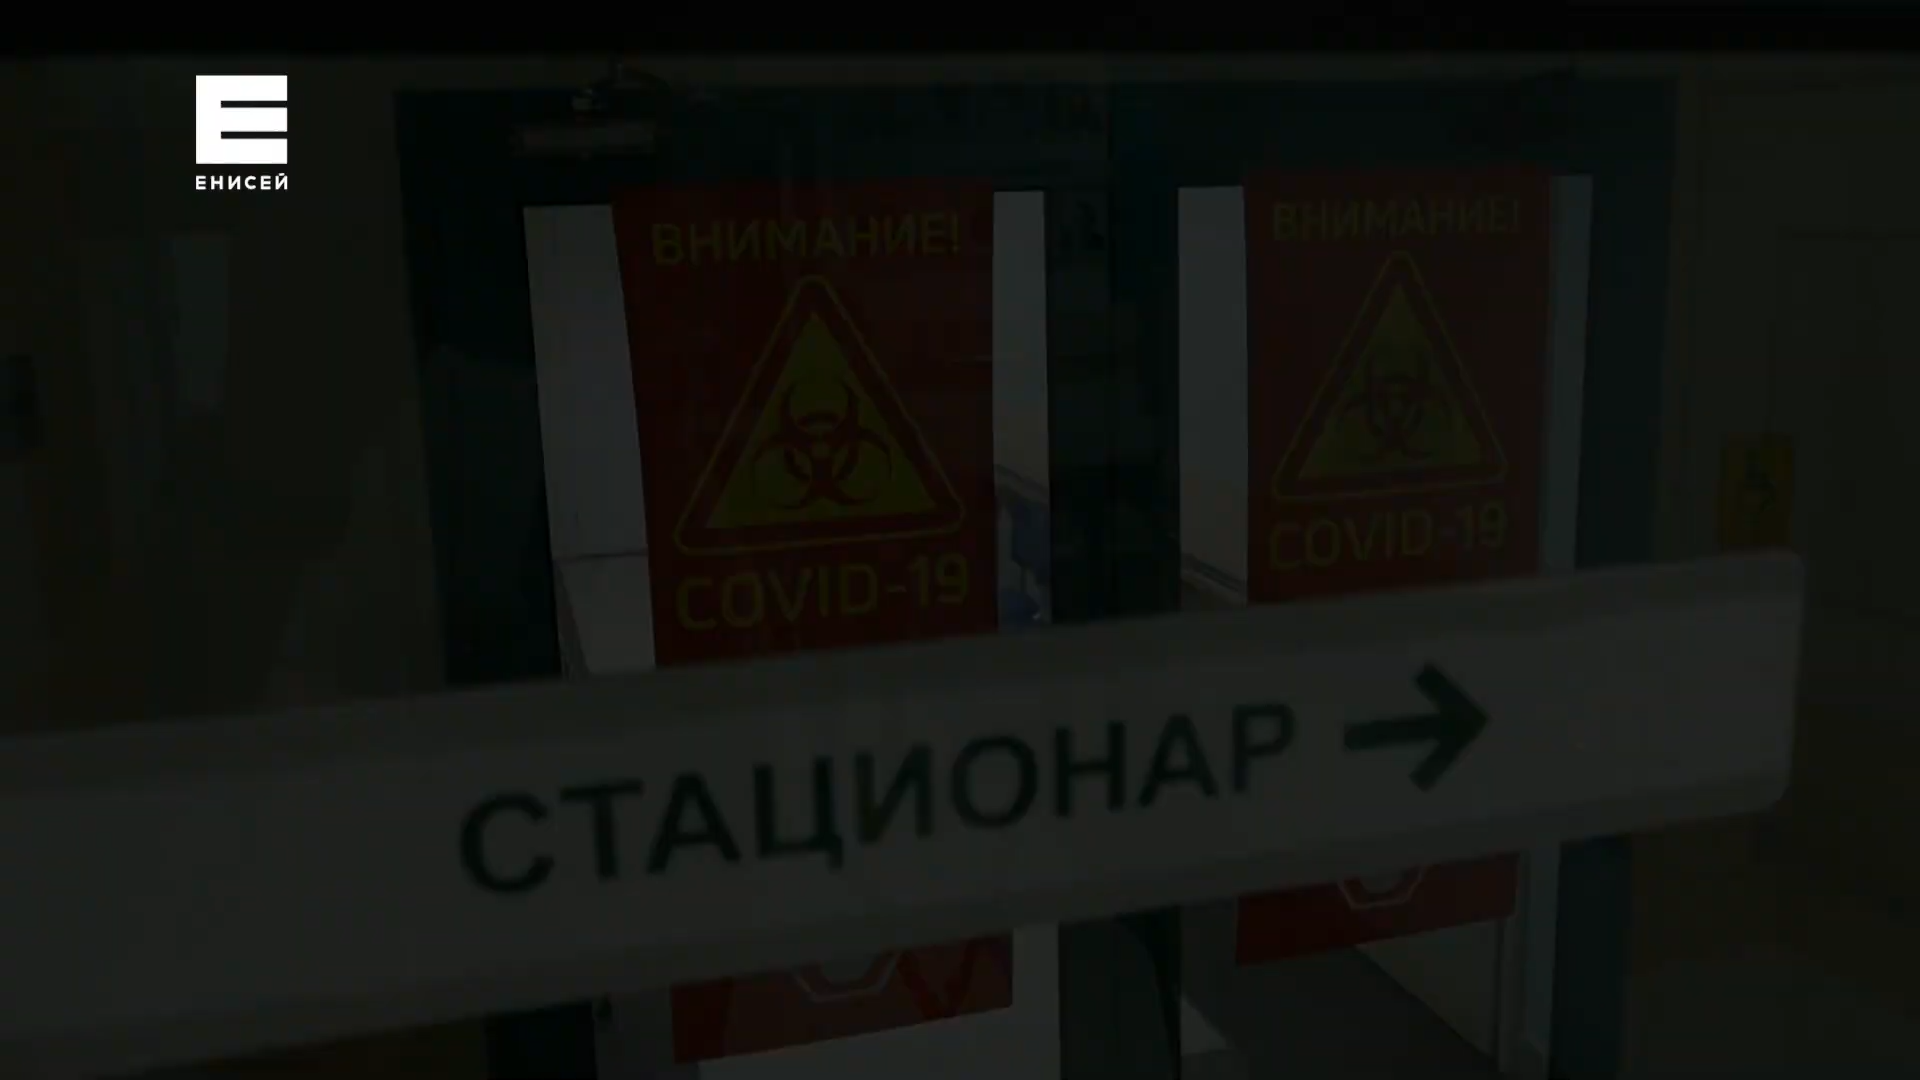 ЕНИСЕЙ
ВНИМАНИЕ!
COVID-19
ВНИМАНИЕ!
COVID-19
СТАЦИОНАР →